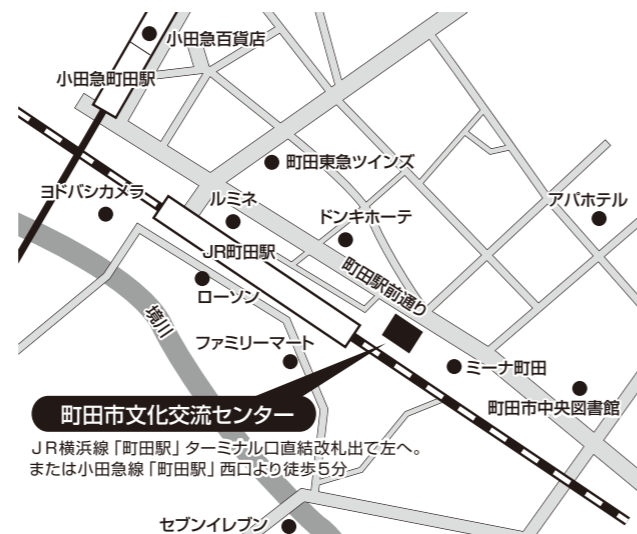 小田急百貨店
小田急町田駅
町田東急ツインズ
ヨドバシカメラ
ルミネ
ドンキホーテ
アパホテル
JR町田駅
町田駅前通り
ローソン
境川
ファミリーマート
ミーナ町田
町田市中央図書館
町田市文化交流センター
JR横浜線「町田駅」ターミナル口直結改札出て左へ。
または小田急線「町田駅」西口より徒歩5分
セブンイレブン